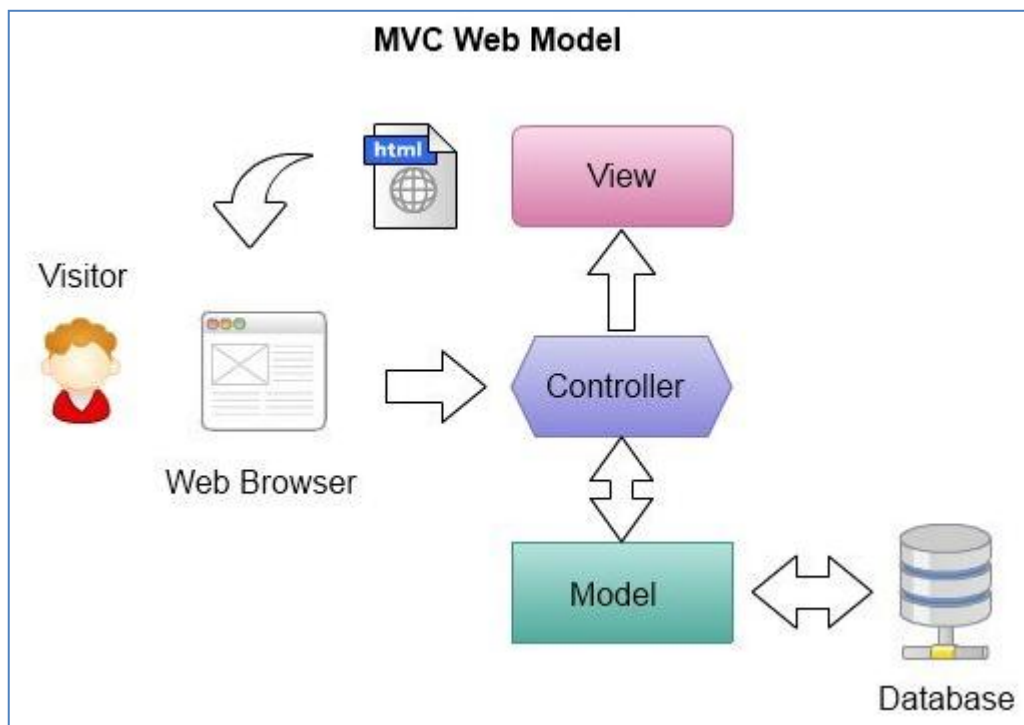 MVC Web Model
html
View
Visitor
Controller
Web Browser
Model
Database